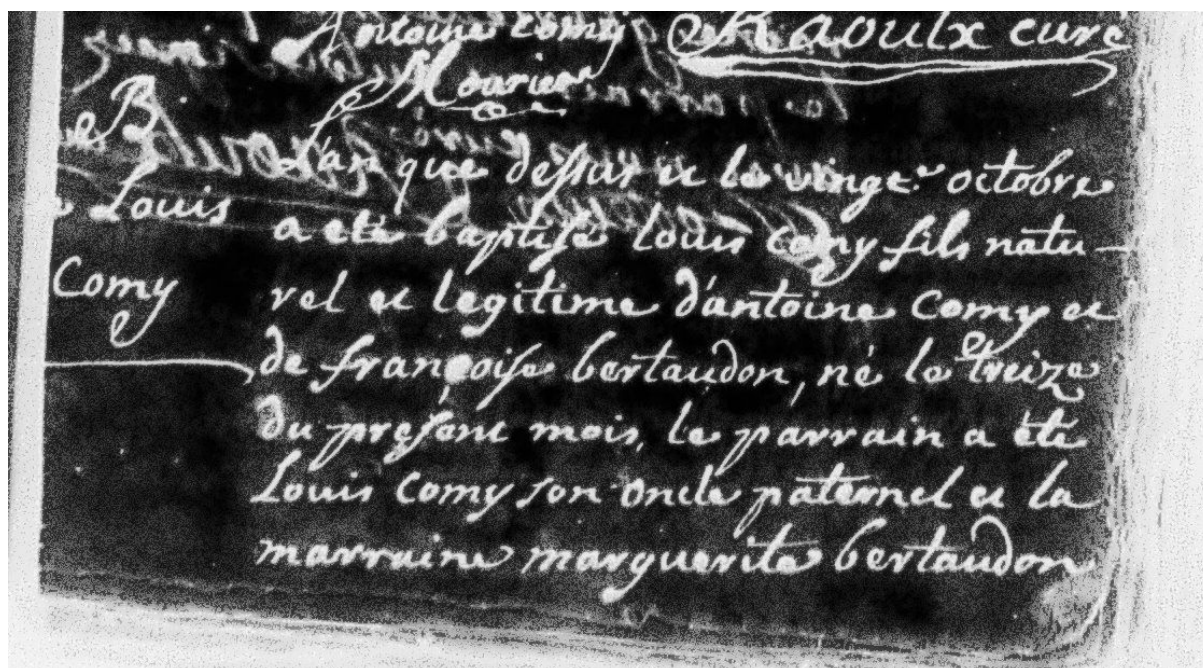 Antoine Comy Raoulx curé
Mourier
B
L'an que dessus et le vingt octobre
Louis
a eté baptisé louis comy fils natu-
Comy
rel et legitime d'antoine Comy et
de françoise bertaudon, né le treize
du present mois, le parrain a été
Louis Comy son oncle paternel et la
marraine marguerite bertaudon